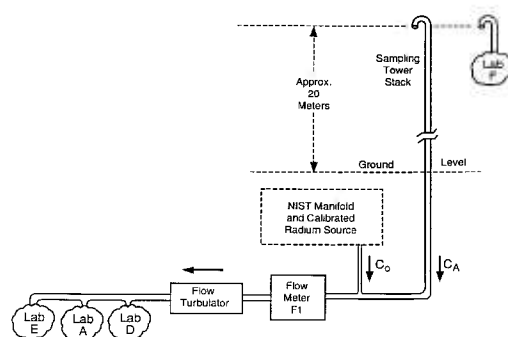 Approx.
20
Meters
Sampling
Tower
Stack
Lab
F
Ground Level
NIST Manifold
and Calibrated
Radium Source
C₀
C_A
Flow
Turbulator
Flow
Meter
F1
Lab
E
Lab
A
Lab
D